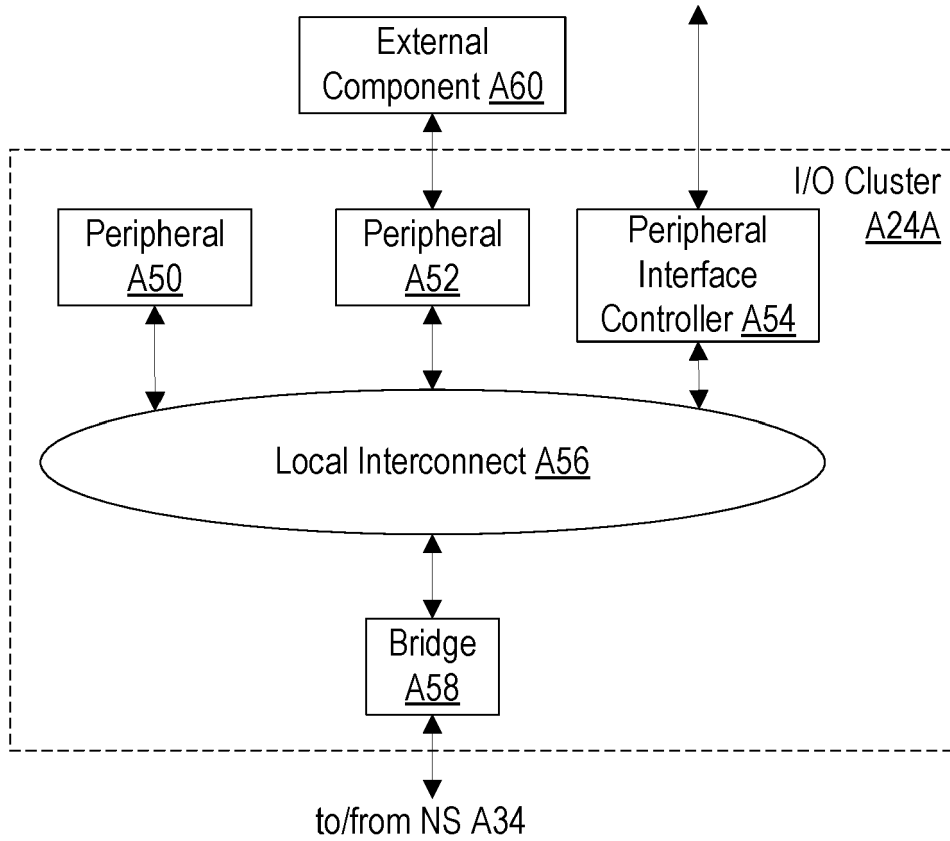 External
Component A60
I/O Cluster
A24A
Peripheral
A50
Peripheral
A52
Peripheral
Interface
Controller A54
Local Interconnect A56
Bridge
A58
to/from NS A34